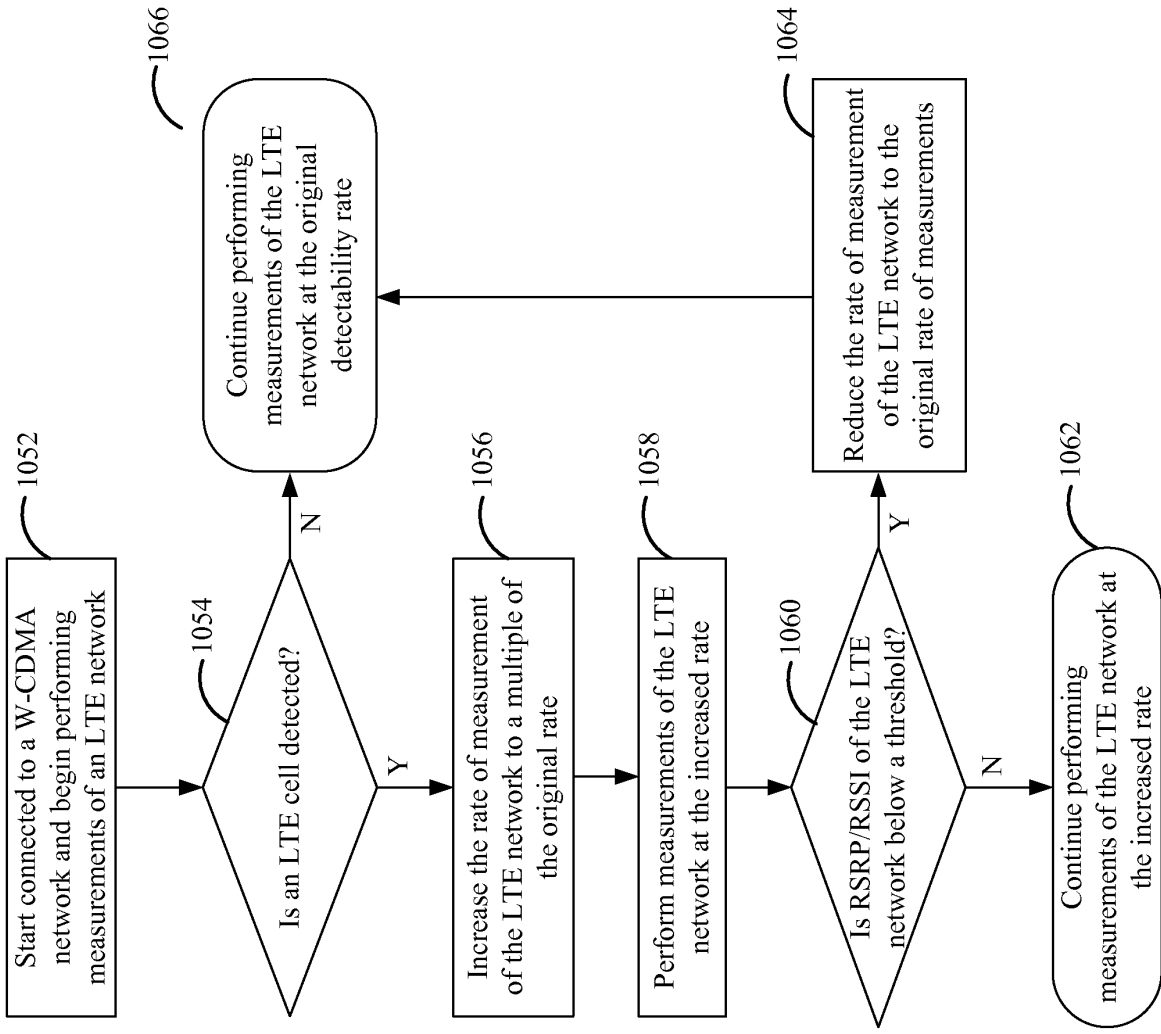 1052
Start connected to a W-CDMA
network and begin performing
measurements of an LTE network
1054
Is an LTE cell detected?
N
Y
1066
Continue performing
measurements of the LTE
network at the original
detectability rate
1056
Increase the rate of measurement
of the LTE network to a multiple of
the original rate
1058
Perform measurements of the LTE
network at the increased rate
1060
Is RSRP/RSSI of the LTE
network below a threshold?
Y
N
1064
Reduce the rate of measurement
of the LTE network to the
original rate of measurements
1062
Continue performing
measurements of the LTE network at
the increased rate